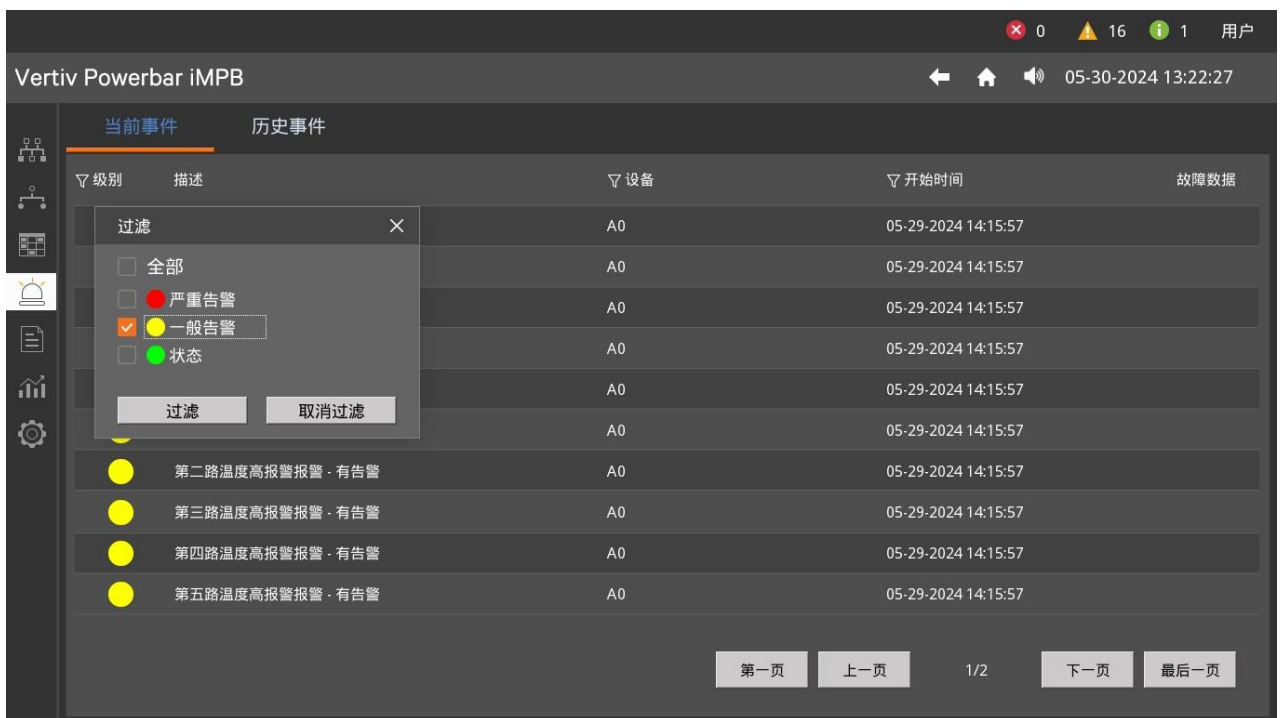 0 16 1 用户
Vertiv Powerbar iMPB 05-30-2024 13:22:27
当前事件 历史事件
级别 描述 设备 开始时间 故障数据
过滤
全部
严重告警
一般告警
状态
过滤 取消过滤
A0 05-29-2024 14:15:57
A0 05-29-2024 14:15:57
A0 05-29-2024 14:15:57
A0 05-29-2024 14:15:57
A0 05-29-2024 14:15:57
A0 05-29-2024 14:15:57
第二路温度高报警报警 - 有告警 A0 05-29-2024 14:15:57
第三路温度高报警报警 - 有告警 A0 05-29-2024 14:15:57
第四路温度高报警报警 - 有告警 A0 05-29-2024 14:15:57
第五路温度高报警报警 - 有告警 A0 05-29-2024 14:15:57
第一页 上一页 1/2 下一页 最后一页